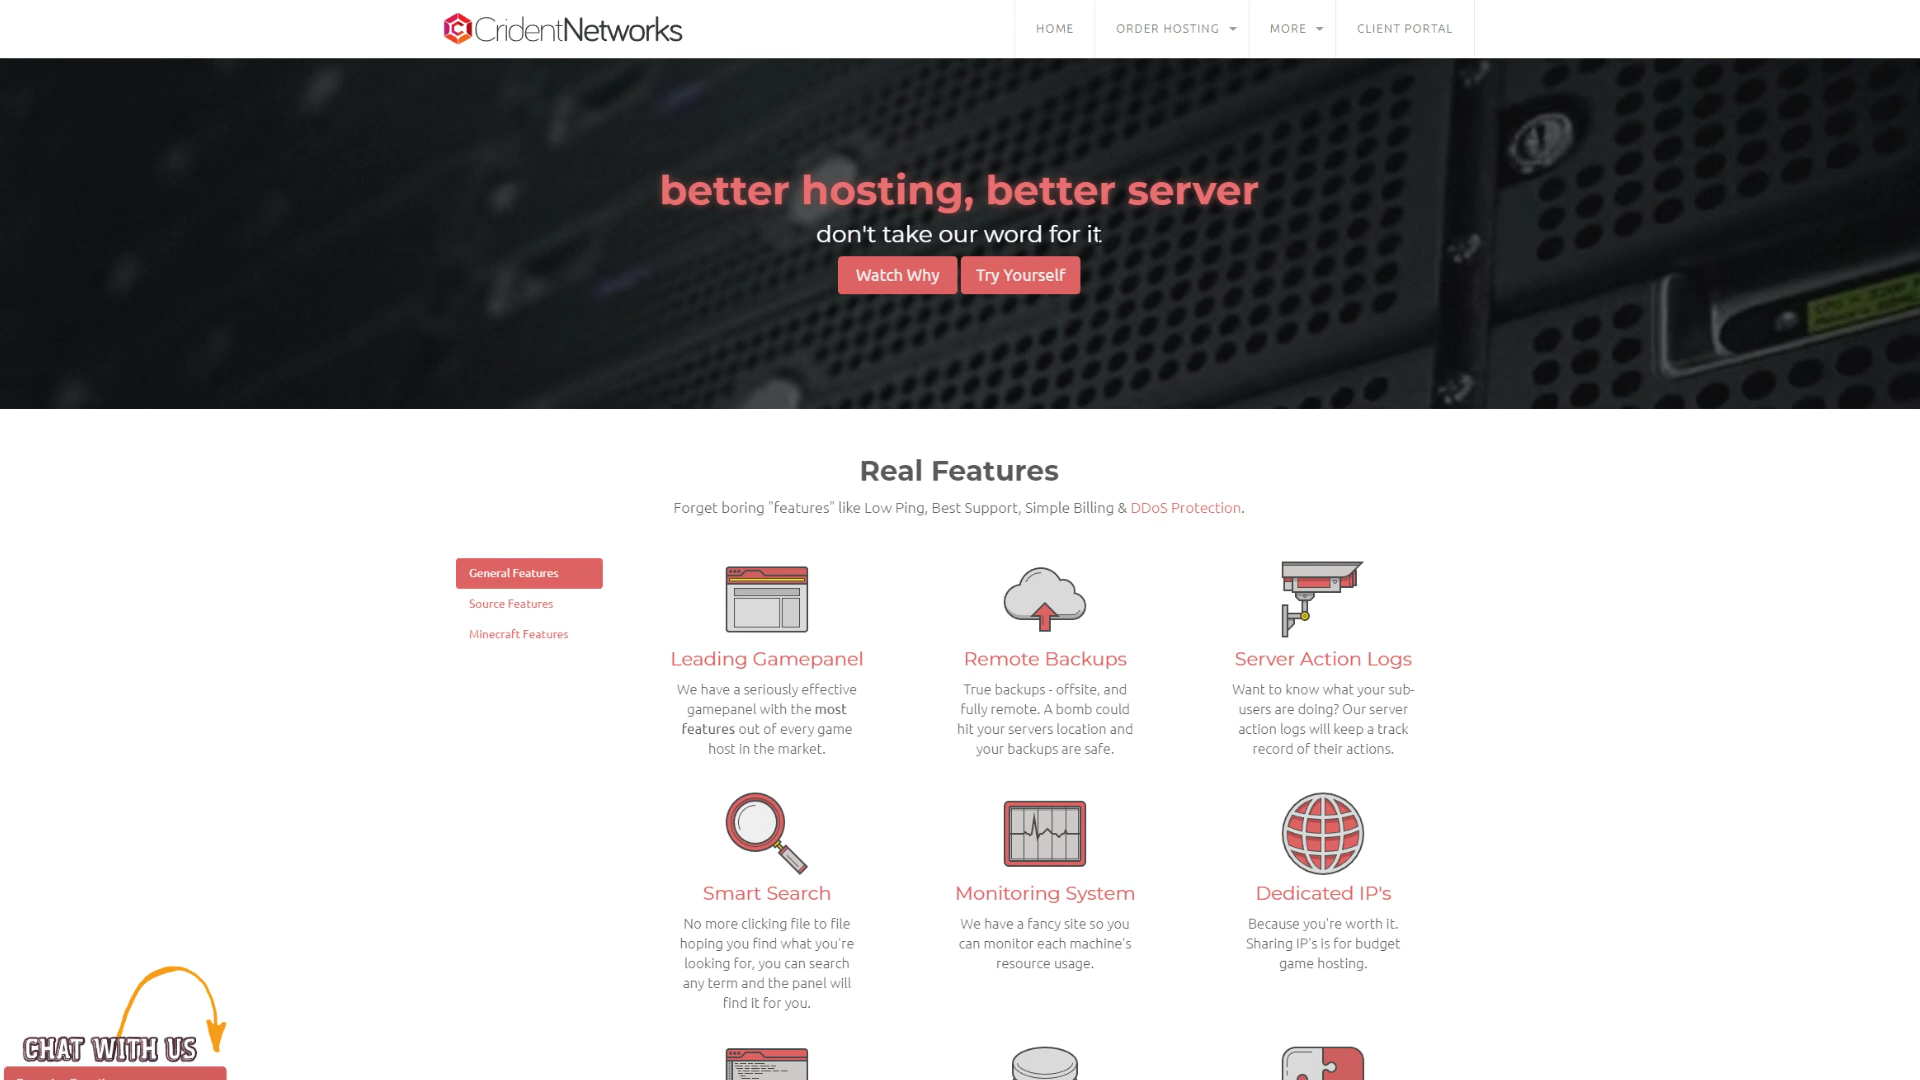 CridentNetworks
HOME
ORDER HOSTING
MORE
CLIENT PORTAL
better hosting, better server
don't take our word for it.
Watch Why
Try Yourself
Real Features
Forget boring "features" like Low Ping, Best Support, Simple Billing & DDoS Protection.
General Features
Source Features
Minecraft Features
Leading Gamepanel
We have a seriously effective
gamepanel with the most
features out of every game
host in the market.
Remote Backups
True backups - offsite, and
fully remote. A bomb could
hit your servers location and
your backups are safe.
Server Action Logs
Want to know what your sub-
users are doing? Our server
action logs will keep a track
record of their actions.
Smart Search
No more clicking file to file
hoping you find what you're
looking for, you can search
any term and the panel will
find it for you.
Monitoring System
We have a fancy site so you
can monitor each machine's
resource usage.
Dedicated IP's
Because you're worth it.
Sharing IP's is for budget
game hosting.
CHAT WITH US